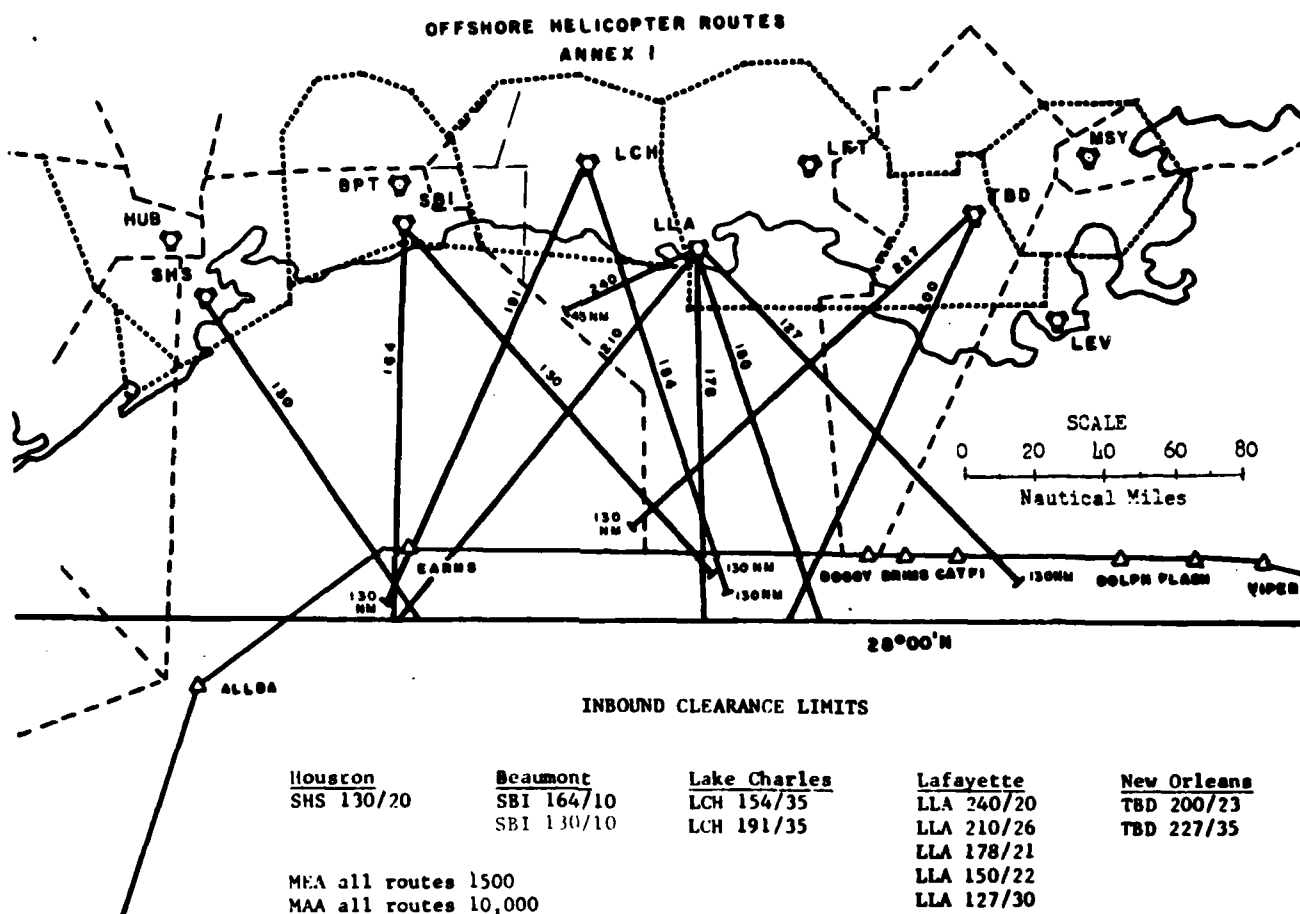 OFFSHORE HELICOPTER ROUTES
ANNEX I
MSY
LCH
LFT
BPT
SBI
TBD
HUB
LLA
SHS
227
200
240
45 NM
191
210
127
LEV
164
130
150
178
SCALE
0 20 40 60 80
Nautical Miles
130
NM
EARNS
130 NM
130 NM
130NM
CATFI
DOLPH
VIPER
130
NM
28°00'N
INBOUND CLEARANCE LIMITS
Houston Beaumont Lake Charles Lafayette New Orleans
SHS 130/20 SBI 164/10 LCH 154/35 LLA 240/20 TBD 200/23
SBI 130/10 LCH 191/35 LLA 210/26 TBD 227/35
LLA 178/21
MEA all routes 1500 LLA 150/22
MAA all routes 10,000 LLA 127/30